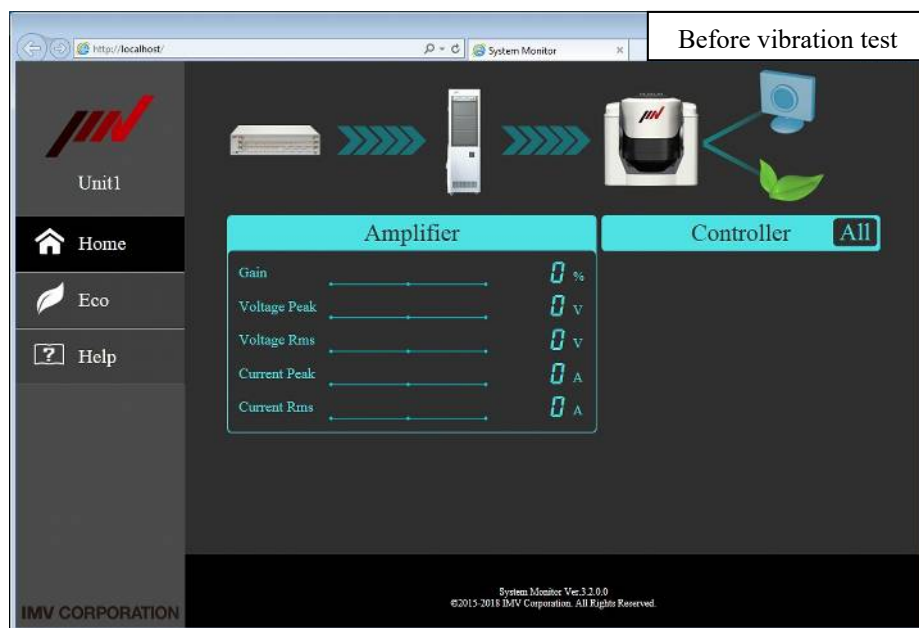 Before vibration test
http://localhost/
System Monitor
IMV
Unit1
Home
Eco
Help
Amplifier
Controller All
Gain 0 %
Voltage Peak 0 V
Voltage Rms 0 V
Current Peak 0 A
Current Rms 0 A
System Monitor Ver.3.2.0.0
©2015-2018 IMV Corporation. All Rights Reserved.
IMV CORPORATION